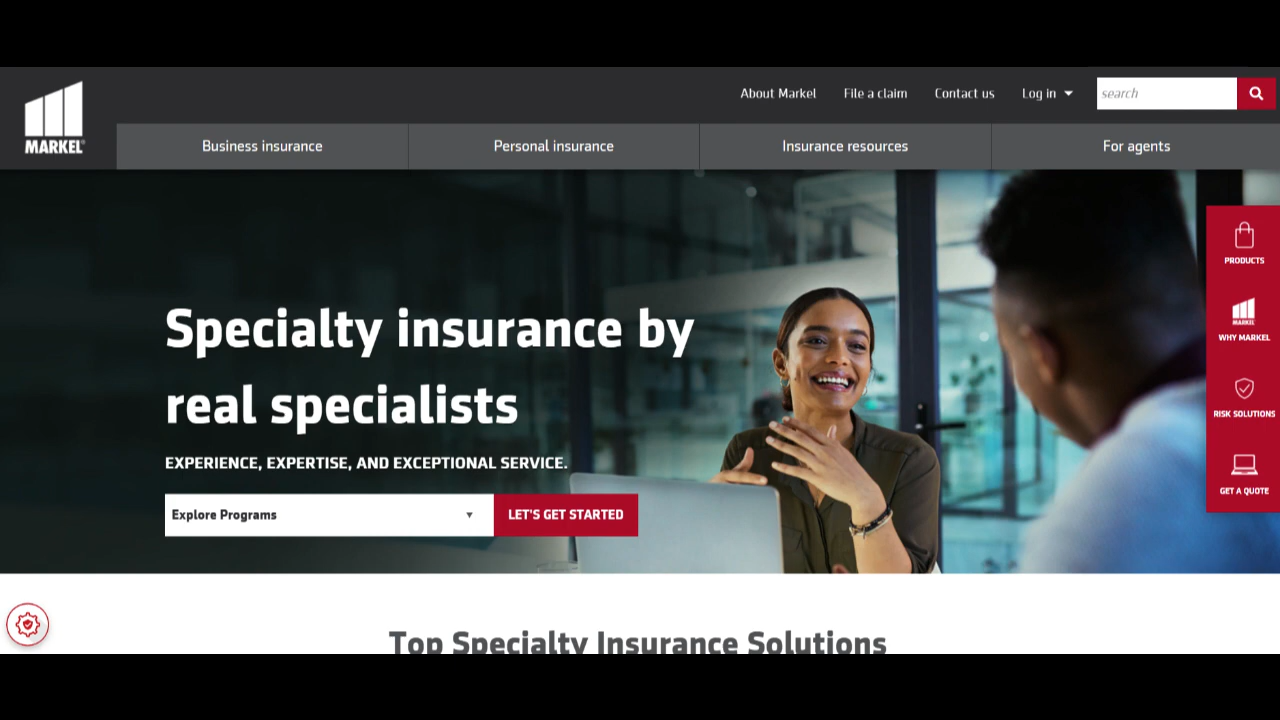 About Markel
File a claim
Contact us
Log in
search
MARKEL
Business insurance
Personal insurance
Insurance resources
For agents
PRODUCTS
MARKEL
WHY MARKEL
RISK SOLUTIONS
GET A QUOTE
Specialty insurance by
real specialists
EXPERIENCE, EXPERTISE, AND EXCEPTIONAL SERVICE.
Explore Programs
LET'S GET STARTED
Top Specialty Insurance Solutions